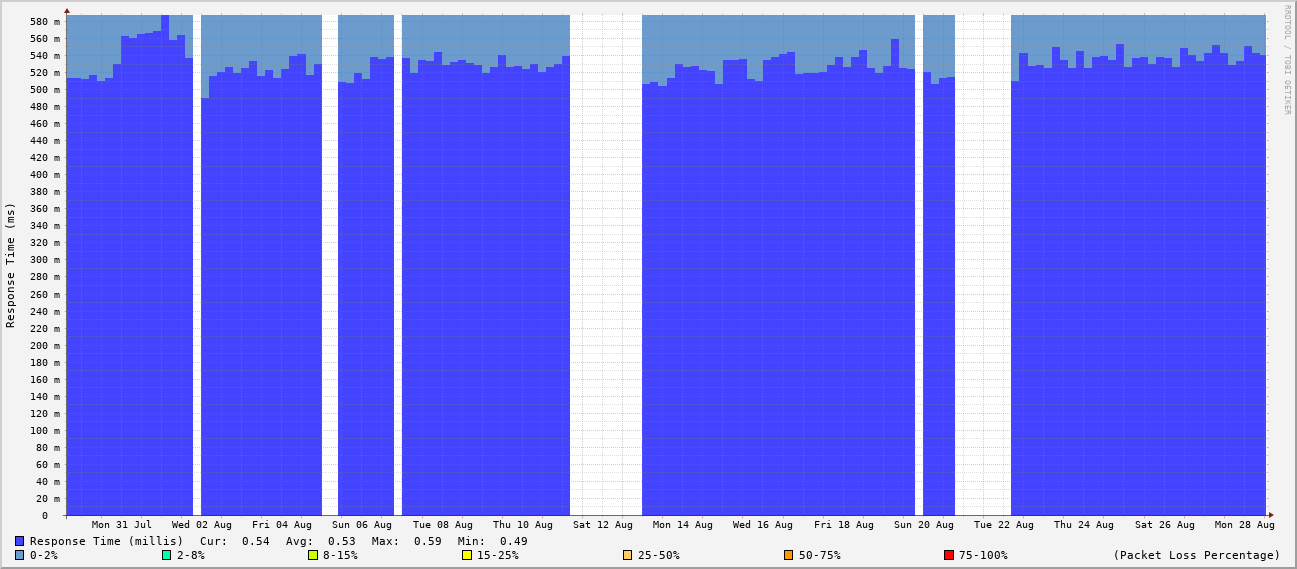 RRDTOOL / TOBI OETIKER
Response Time (ms)
580 m
560 m
540 m
520 m
500 m
480 m
460 m
440 m
420 m
400 m
380 m
360 m
340 m
320 m
300 m
280 m
260 m
240 m
220 m
200 m
180 m
160 m
140 m
120 m
100 m
80 m
60 m
40 m
20 m
0
Mon 31 Jul Wed 02 Aug Fri 04 Aug Sun 06 Aug Tue 08 Aug Thu 10 Aug Sat 12 Aug Mon 14 Aug Wed 16 Aug Fri 18 Aug Sun 20 Aug Tue 22 Aug Thu 24 Aug Sat 26 Aug Mon 28 Aug
Response Time (millis) Cur: 0.54 Avg: 0.53 Max: 0.59 Min: 0.49
0-2% 2-8% 8-15% 15-25% 25-50% 50-75% 75-100% (Packet Loss Percentage)